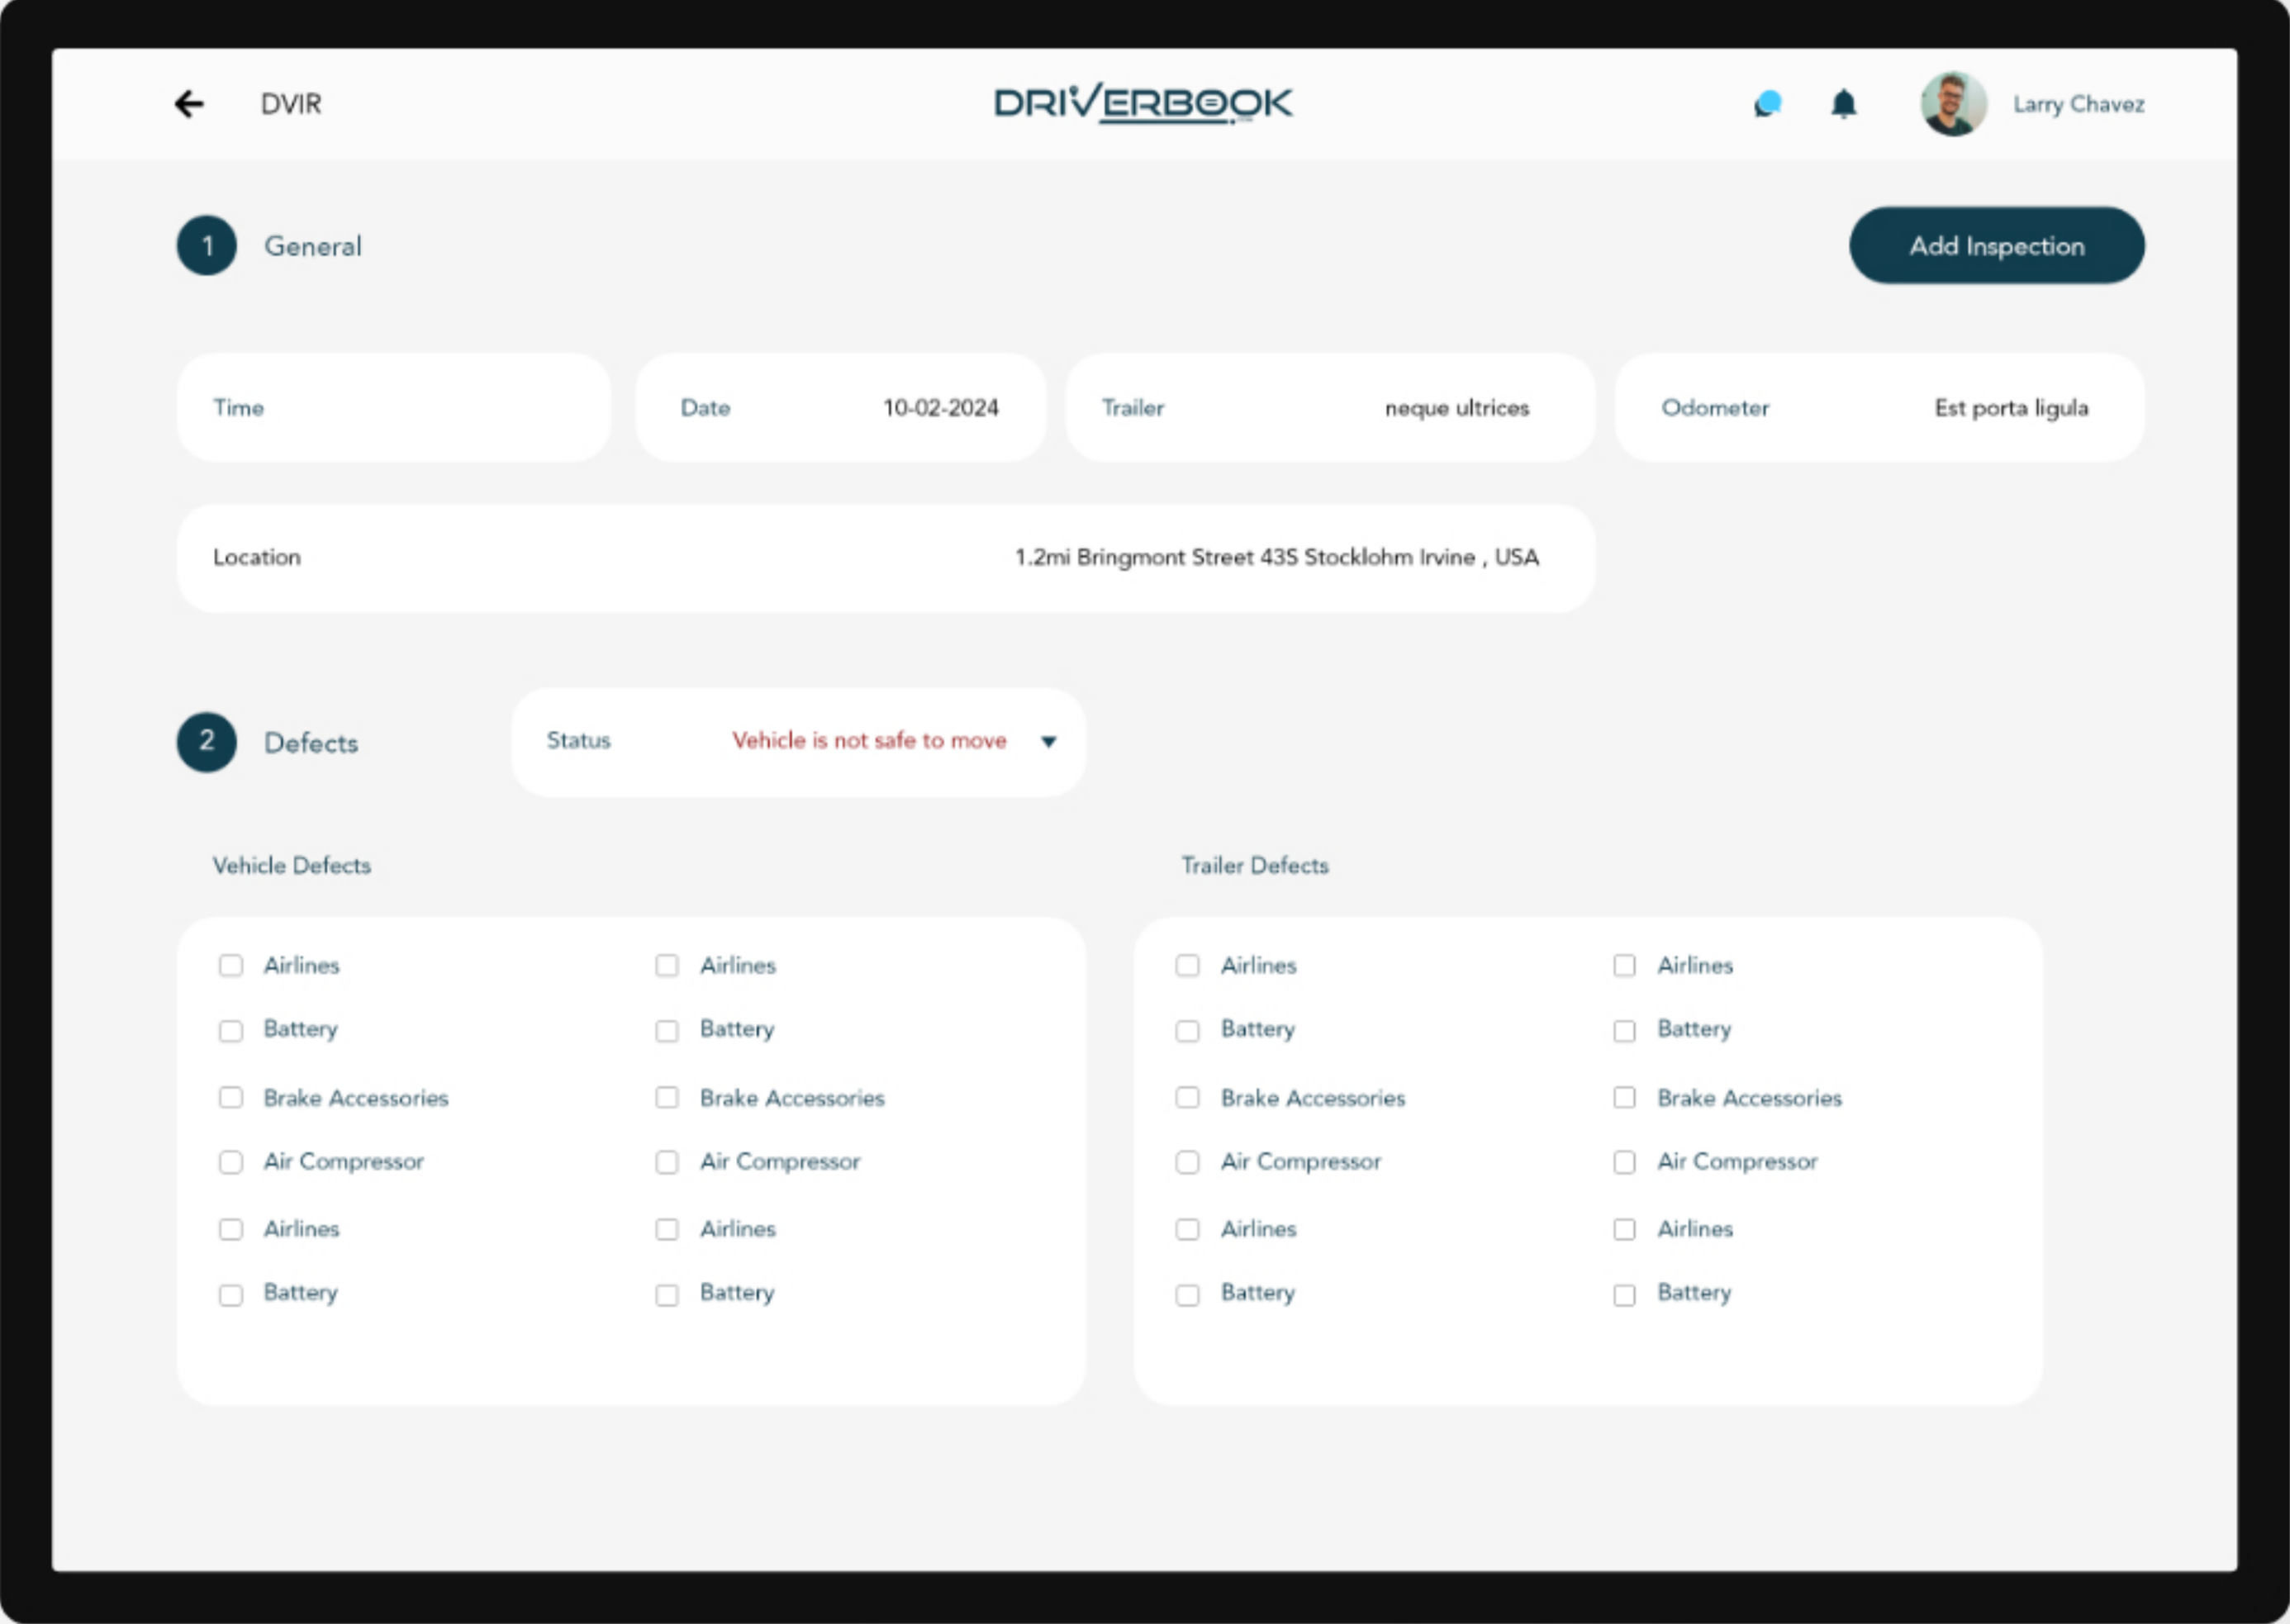 DVIR
DRIVERBOOK
Larry Chavez
1
General
Add Inspection
Time
Date 10-02-2024
Trailer neque ultrices
Odometer Est porta ligula
Location 1.2mi Bringmont Street 43S Stocklohm Irvine , USA
2
Defects
Status Vehicle is not safe to move
Vehicle Defects
Airlines Airlines
Battery Battery
Brake Accessories Brake Accessories
Air Compressor Air Compressor
Airlines Airlines
Battery Battery
Trailer Defects
Airlines Airlines
Battery Battery
Brake Accessories Brake Accessories
Air Compressor Air Compressor
Airlines Airlines
Battery Battery